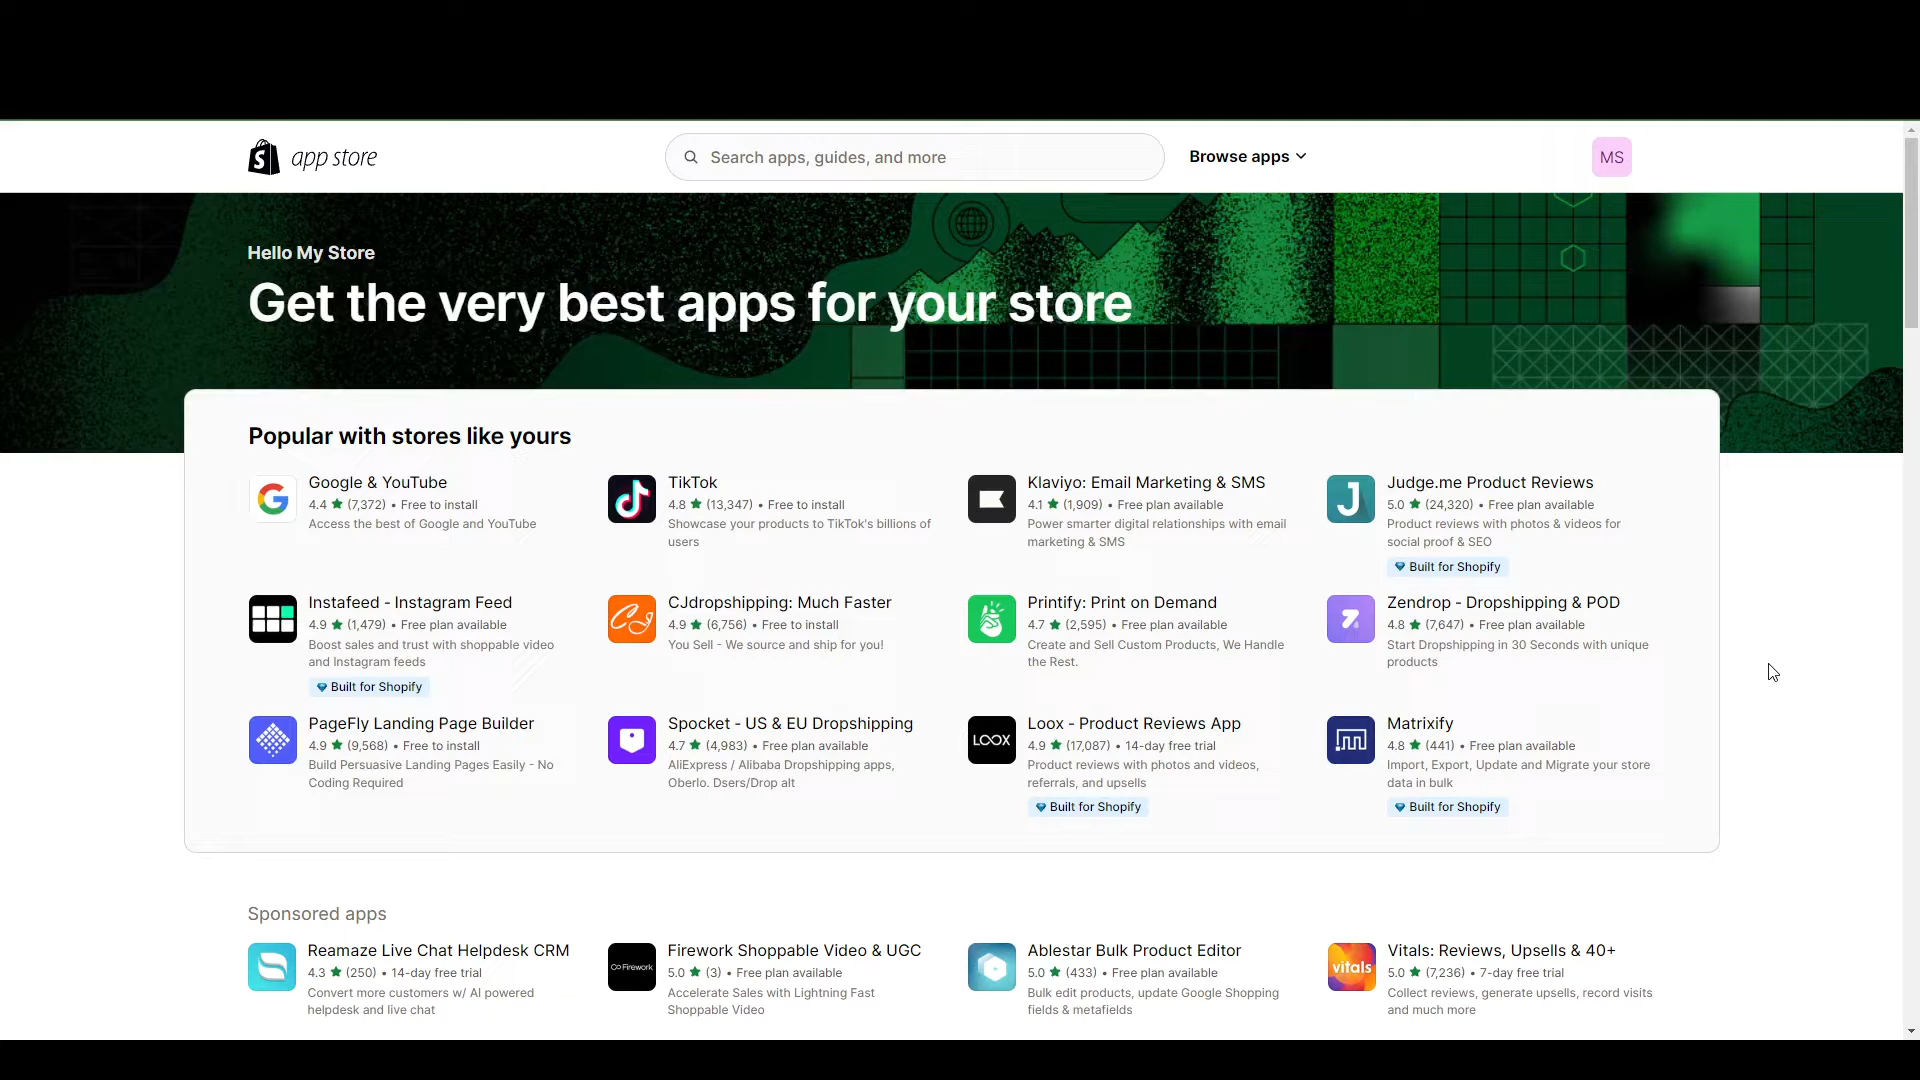 app store
Search apps, guides, and more
Browse apps
MS
Hello My Store
Get the very best apps for your store
Popular with stores like yours
Google & YouTube
4.4 ★ (7,372) • Free to install
Access the best of Google and YouTube
TikTok
4.8 ★ (13,347) • Free to install
Showcase your products to TikTok's billions of
users
Klaviyo: Email Marketing & SMS
4.1 ★ (1,909) • Free plan available
Power smarter digital relationships with email
marketing & SMS
Judge.me Product Reviews
5.0 ★ (24,320) • Free plan available
Product reviews with photos & videos for
social proof & SEO
Built for Shopify
Instafeed - Instagram Feed
4.9 ★ (1,479) • Free plan available
Boost sales and trust with shoppable video
and Instagram feeds
Built for Shopify
CJdropshipping: Much Faster
4.9 ★ (6,756) • Free to install
You Sell - We source and ship for you!
Printify: Print on Demand
4.7 ★ (2,595) • Free plan available
Create and Sell Custom Products, We Handle
the Rest.
Zendrop - Dropshipping & POD
4.8 ★ (7,647) • Free plan available
Start Dropshipping in 30 Seconds with unique
products
PageFly Landing Page Builder
4.9 ★ (9,568) • Free to install
Build Persuasive Landing Pages Easily - No
Coding Required
Spocket - US & EU Dropshipping
4.7 ★ (4,983) • Free plan available
AliExpress / Alibaba Dropshipping apps,
Oberlo. Dsers/Drop alt
LOOX
Loox - Product Reviews App
4.9 ★ (17,087) • 14-day free trial
Product reviews with photos and videos,
referrals, and upsells
Built for Shopify
Matrixify
4.8 ★ (441) • Free plan available
Import, Export, Update and Migrate your store
data in bulk
Built for Shopify
Sponsored apps
Reamaze Live Chat Helpdesk CRM
4.3 ★ (250) • 14-day free trial
Convert more customers w/ AI powered
helpdesk and live chat
Firework
Firework Shoppable Video & UGC
5.0 ★ (3) • Free plan available
Accelerate Sales with Lightning Fast
Shoppable Video
Ablestar Bulk Product Editor
5.0 ★ (433) • Free plan available
Bulk edit products, update Google Shopping
fields & metafields
vitals
Vitals: Reviews, Upsells & 40+
5.0 ★ (7,236) • 7-day free trial
Collect reviews, generate upsells, record visits
and much more